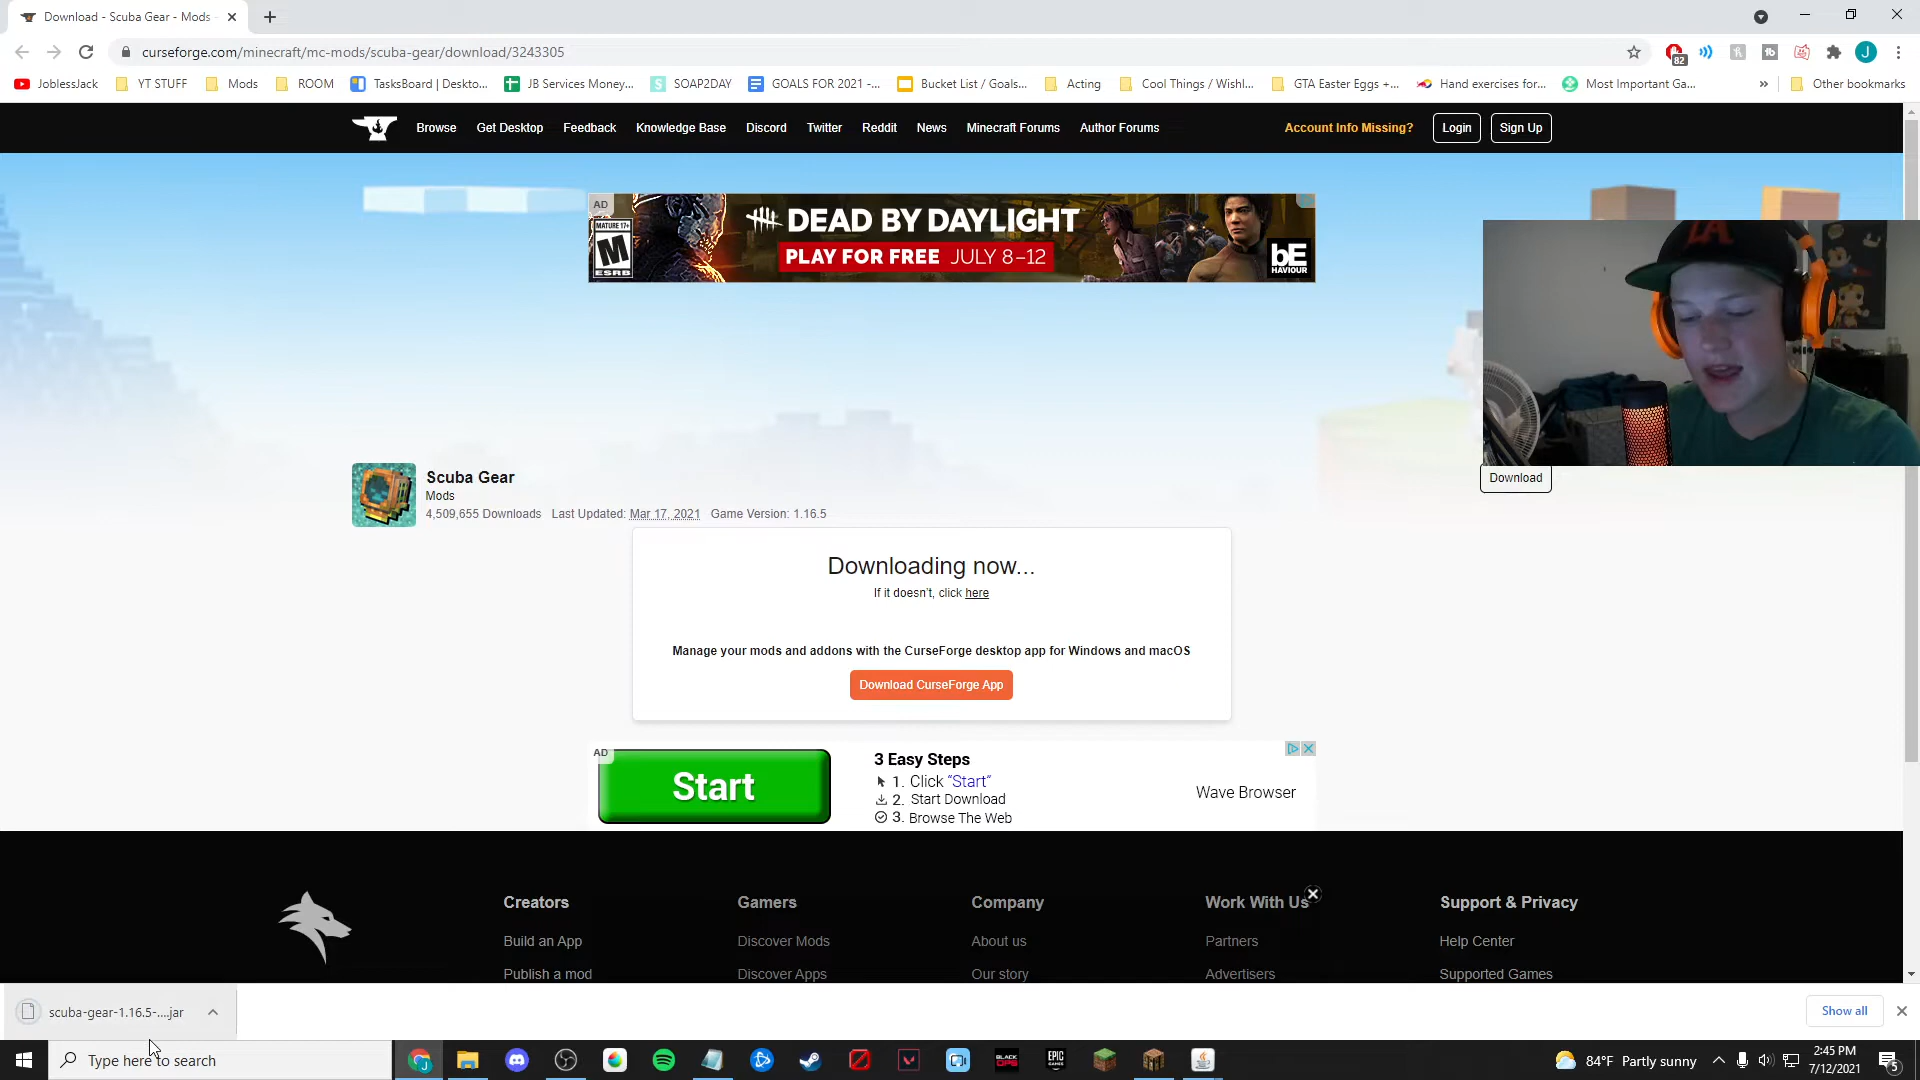 Download - Scuba Gear - Mods
curseforge.com/minecraft/mc-mods/scuba-gear/download/3243305
82
J
JoblessJack
YT STUFF
Mods
ROOM
TasksBoard | Deskto...
JB Services Money,...
SOAP2DAY
GOALS FOR 2021 -...
Bucket List / Goals...
Acting
Cool Things / Wishl...
GTA Easter Eggs +...
Hand exercises for...
Most Important Ga...
»
Other bookmarks
Browse
Get Desktop
Feedback
Knowledge Base
Discord
Twitter
Reddit
News
Minecraft Forums
Author Forums
Account Info Missing?
Login
Sign Up
AD
MATURE 17+
M
ESRB
DEAD BY DAYLIGHT
PLAY FOR FREE JULY 8-12
bE
HAVIOUR
LA
Scuba Gear
Mods
4,509,655 Downloads Last Updated: Mar 17, 2021 Game Version: 1.16.5
Download
Downloading now...
If it doesn't, click here
Manage your mods and addons with the CurseForge desktop app for Windows and macOS
Download CurseForge App
AD
Start
3 Easy Steps
1. Click "Start"
2. Start Download
3. Browse The Web
Wave Browser
Creators
Gamers
Company
Work With Us
Support & Privacy
Build an App
Discover Mods
About us
Partners
Help Center
Publish a mod
Discover Apps
Our story
Advertisers
Supported Games
scuba-gear-1.16.5-....jar
Show all
Type here to search
BLACK OPS
EPIC GAMES
84°F Partly sunny
2:45 PM
7/12/2021
5